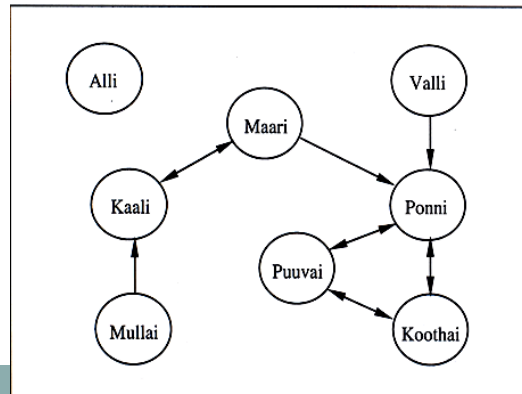 Alli
Valli
Maari
Kaali
Ponni
Puuvai
Mullai
Koothai